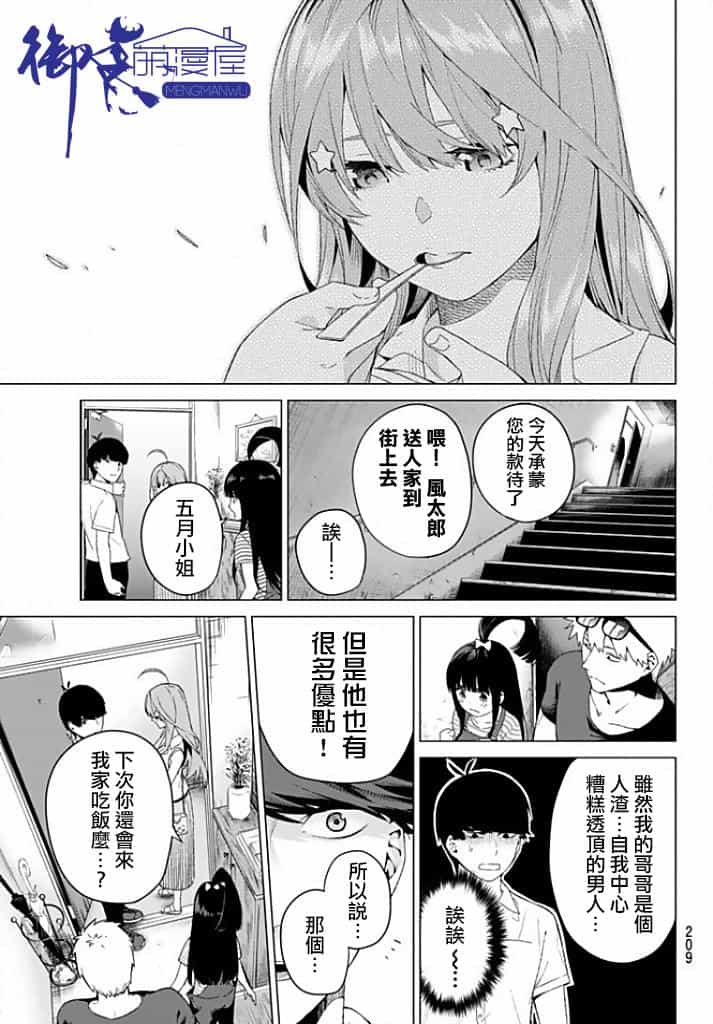 御宅
萌漫屋
MENGMANWU
今天承蒙
您的款待了
喂！風太郎
送人家到
街上去
誒—…
五月小姐
雖然我的哥哥是個
人渣…自我中心
糟糕透頂的男人…
誒誒
～…
但是他也有
很多優點！
所以說…
那個…
下次你還會來
我家吃飯麼…?
209